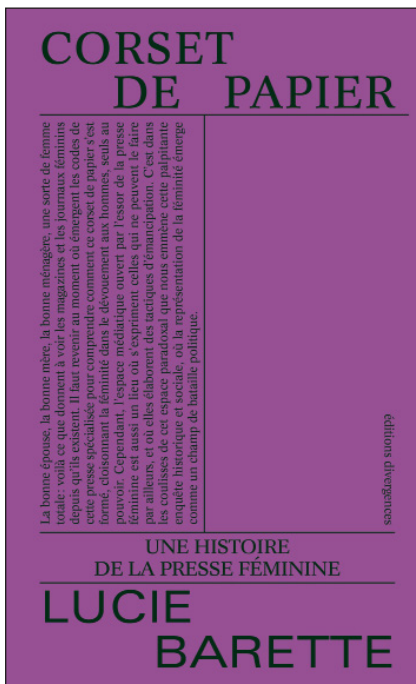 CORSET
DE PAPIER
La bonne épouse, la bonne mère, la bonne ménagère, une sorte de femme
totale : voilà ce que donnent à voir les magazines et les journaux féminins
depuis qu'ils existent. Il faut revenir au moment où émergent les codes de
cette presse spécialisée pour comprendre comment ce corset de papier s'est
formé, cloisonnant la féminité dans le dévouement aux hommes, seuls au
pouvoir. Cependant, l'espace médiatique ouvert par l'essor de la presse
féminine est aussi un lieu où s'expriment celles qui ne peuvent le faire
par ailleurs, et où elles élaborent des tactiques d'émancipation. C'est dans
les coulisses de cet espace paradoxal que nous emmène cette palpitante
enquête historique et sociale, où la représentation de la féminité émerge
comme un champ de bataille politique.
éditions divergences
UNE HISTOIRE
DE LA PRESSE FÉMININE
LUCIE
BARETTE